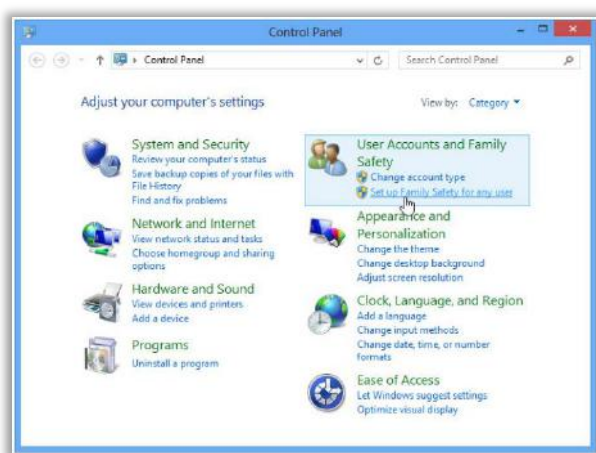 Control Panel
Control Panel
Search Control Panel
Adjust your computer's settings
View by: Category
System and Security
Review your computer's status
Save backup copies of your files with
File History
Find and fix problems
Network and Internet
View network status and tasks
Choose homegroup and sharing
options
Hardware and Sound
View devices and printers
Add a device
Programs
Uninstall a program
User Accounts and Family
Safety
Change account type
Set up Family Safety for any user
Appearance and
Personalization
Change the theme
Change desktop background
Adjust screen resolution
Clock, Language, and Region
Add a language
Change input methods
Change date, time, or number
formats
Ease of Access
Let Windows suggest settings
Optimize visual display